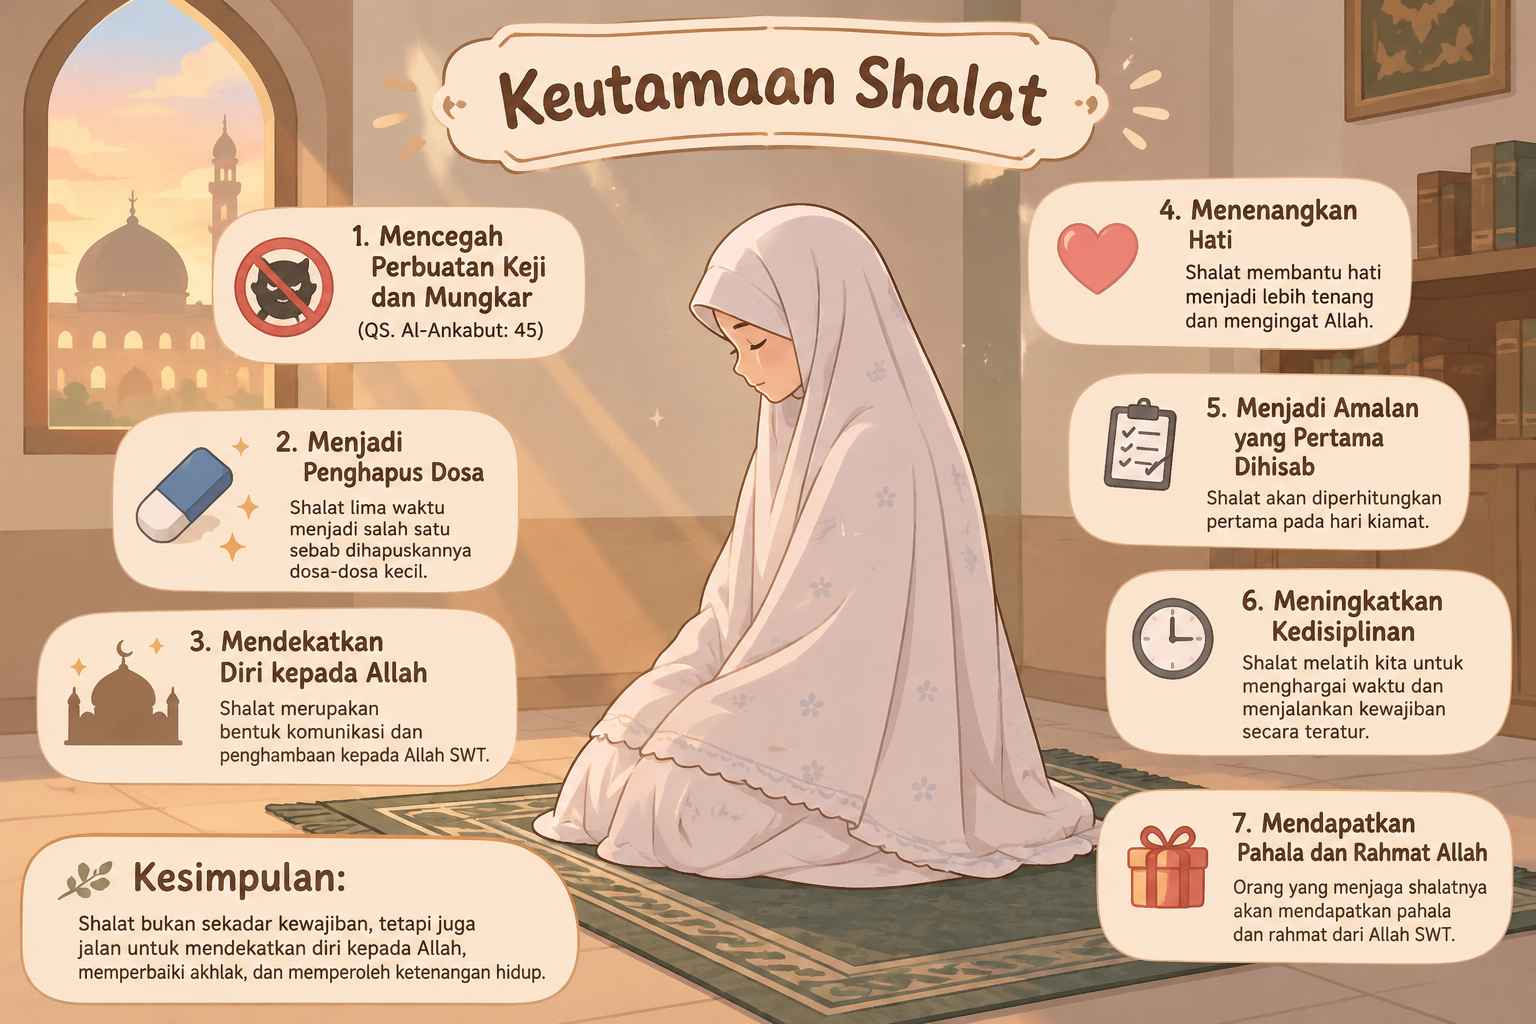 Keutamaan Shalat
1. Mencegah
Perbuatan Keji
dan Mungkar
(QS. Al-Ankabut: 45)
2. Menjadi
Penghapus Dosa
Shalat lima waktu
menjadi salah satu
sebab dihapuskannya
dosa-dosa kecil.
3. Mendekatkan
Diri kepada Allah
Shalat merupakan
bentuk komunikasi dan
penghambaan kepada Allah SWT.
4. Menenangkan
Hati
Shalat membantu hati
menjadi lebih tenang
dan mengingat Allah.
5. Menjadi Amalan
yang Pertama
Dihisab
Shalat akan diperhitungkan
pertama pada hari kiamat.
6. Meningkatkan
Kedisiplinan
Shalat melatih kita untuk
menghargai waktu dan
menjalankan kewajiban
secara teratur.
7. Mendapatkan
Pahala dan Rahmat Allah
Orang yang menjaga shalatnya
akan mendapatkan pahala
dan rahmat dari Allah SWT.
Kesimpulan:
Shalat bukan sekadar kewajiban, tetapi juga
jalan untuk mendekatkan diri kepada Allah,
memperbaiki akhlak, dan memperoleh ketenangan hidup.